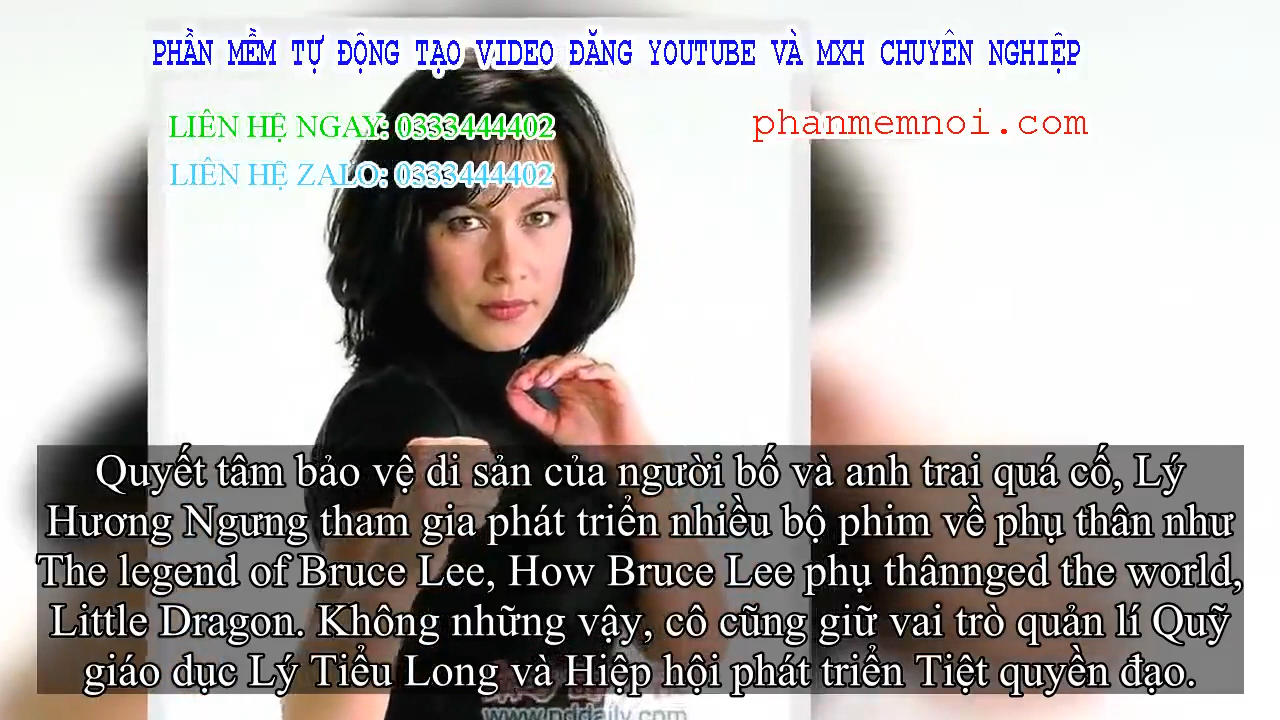 PHẦN MỀM TỰ ĐỘNG TẠO VIDEO ĐĂNG YOUTUBE VÀ MXH CHUYÊN NGHIỆP
LIÊN HỆ NGAY: 0333444402
phanmemnoi.com
LIÊN HỆ ZALO: 0333444402
Quyết tâm bảo vệ di sản của người bố và anh trai quá cố, Lý
Hương Ngưng tham gia phát triển nhiều bộ phim về phụ thân như
The legend of Bruce Lee, How Bruce Lee phụ thânnged the world,
Little Dragon. Không những vậy, cô cũng giữ vai trò quản lí Quỹ
giáo dục Lý Tiểu Long và Hiệp hội phát triển Tiệt quyền đạo.